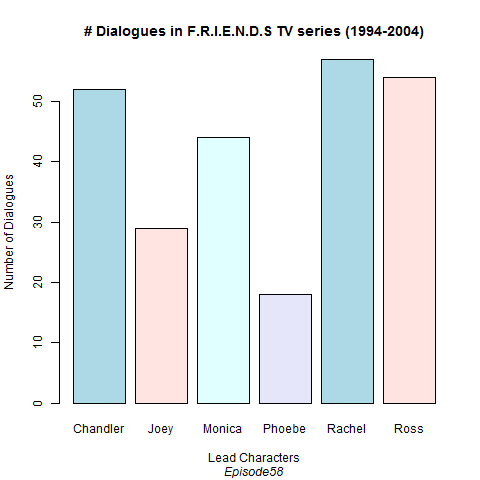 # Dialogues in F.R.I.E.N.D.S TV series (1994-2004)
Number of Dialogues
50
40
30
20
10
0
Chandler Joey Monica Phoebe Rachel Ross
Lead Characters
Episode58